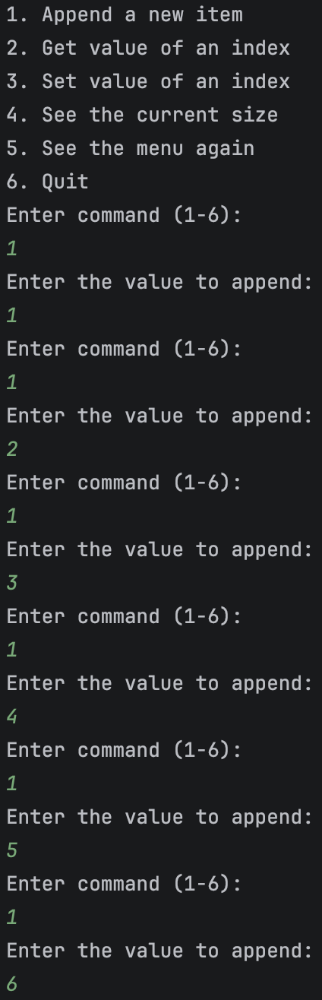 1. Append a new item
2. Get value of an index
3. Set value of an index
4. See the current size
5. See the menu again
6. Quit
Enter command (1-6):
1
Enter the value to append:
1
Enter command (1-6):
1
Enter the value to append:
2
Enter command (1-6):
1
Enter the value to append:
3
Enter command (1-6):
1
Enter the value to append:
4
Enter command (1-6):
1
Enter the value to append:
5
Enter command (1-6):
1
Enter the value to append:
6